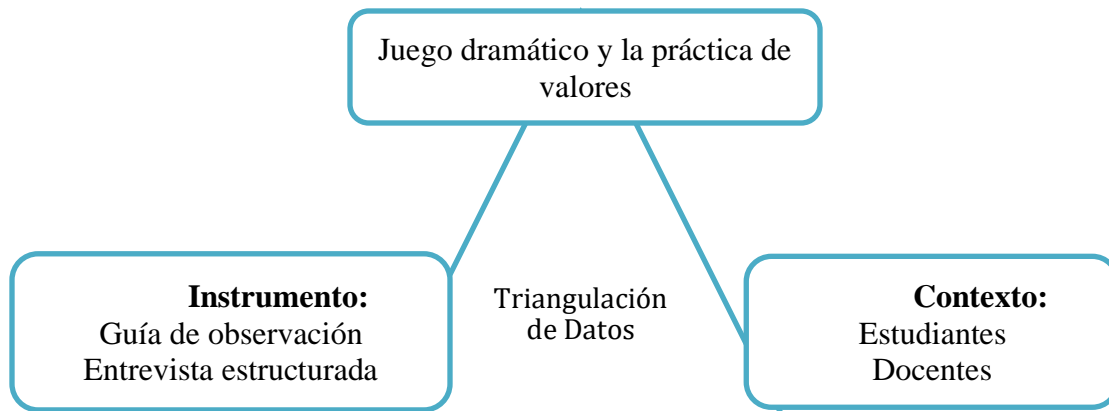 Juego dramático y la práctica de
valores
Instrumento:
Guía de observación
Entrevista estructurada
Triangulación
de Datos
Contexto:
Estudiantes
Docentes